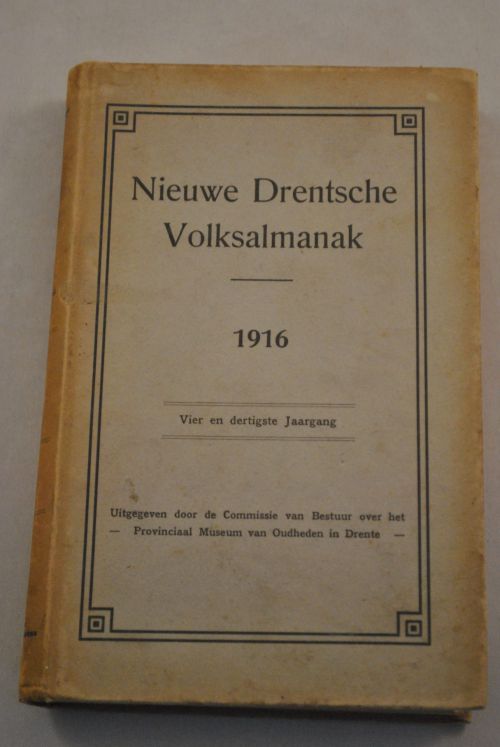 Nieuwe Drentsche
Volksalmanak
1916
Vier en dertigste Jaargang
Uitgegeven door de Commissie van Bestuur over het
— Provinciaal Museum van Oudheden in Drente —